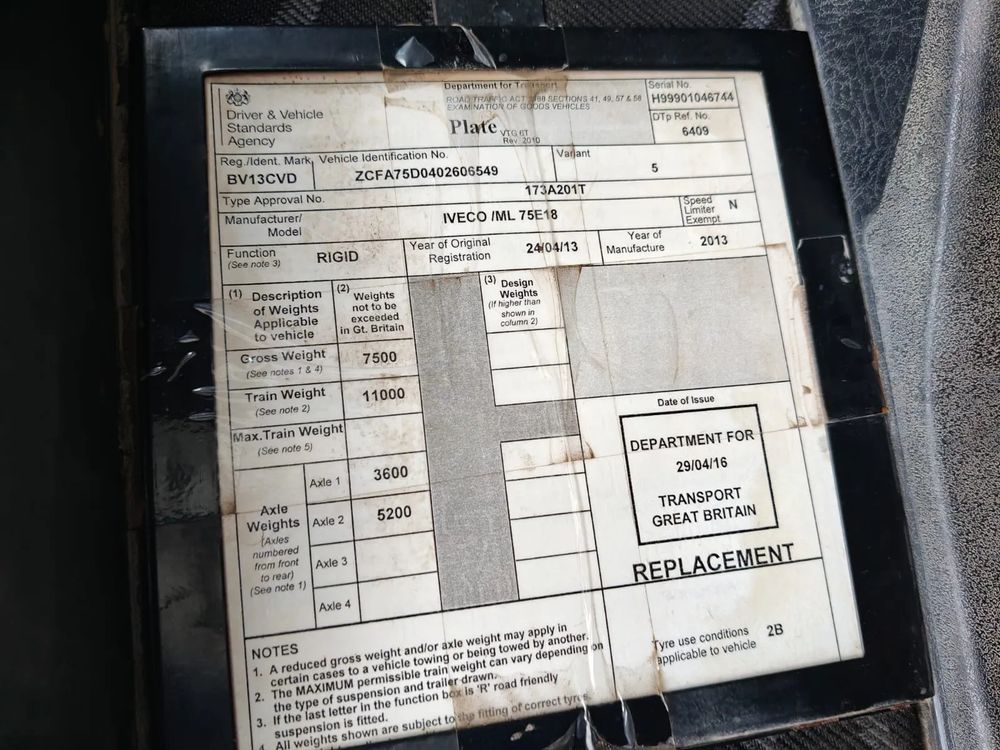 Driver & Vehicle
Standards
Agency
Department for Transport
ROAD TRAFFIC ACT 1988 SECTIONS 41, 49, 57 & 58
EXAMINATION OF GOODS VEHICLES
Plate VTG 6T
Rev. 2010
Serial No.
H99901046744
DTp Ref. No.
6409
Reg./Ident. Mark
BV13CVD
Vehicle Identification No.
ZCFA75D0402606549
Variant
5
Type Approval No.
173A201T
Manufacturer/
Model
IVECO /ML 75E18
Speed
Limiter
Exempt
N
Function
(See note 3)
RIGID
Year of Original
Registration
24/04/13
Year of
Manufacture
2013
(1) Description
of Weights
Applicable
to vehicle
(2) Weights
not to be
exceeded
in Gt. Britain
(3) Design
Weights
(If higher than
shown in
column 2)
Gross Weight
(See notes 1 & 4)
7500
Train Weight
(See note 2)
11000
Max.Train Weight
(See note 5)
Axle
Weights
(Axles
numbered
from front
to rear)
(See note 1)
Axle 1
3600
Axle 2
5200
Axle 3
Axle 4
Date of Issue
DEPARTMENT FOR
29/04/16
TRANSPORT
GREAT BRITAIN
REPLACEMENT
Tyre use conditions
applicable to vehicle
2B
NOTES
1. A reduced gross weight and/or axle weight may apply in
certain cases to a vehicle towing or being towed by another.
2. The MAXIMUM permissible train weight can vary depending on
the type of suspension and trailer drawn.
3. If the last letter in the function box is 'R' road friendly
suspension is fitted.
4. All weights shown are subject to the fitting of correct tyres.